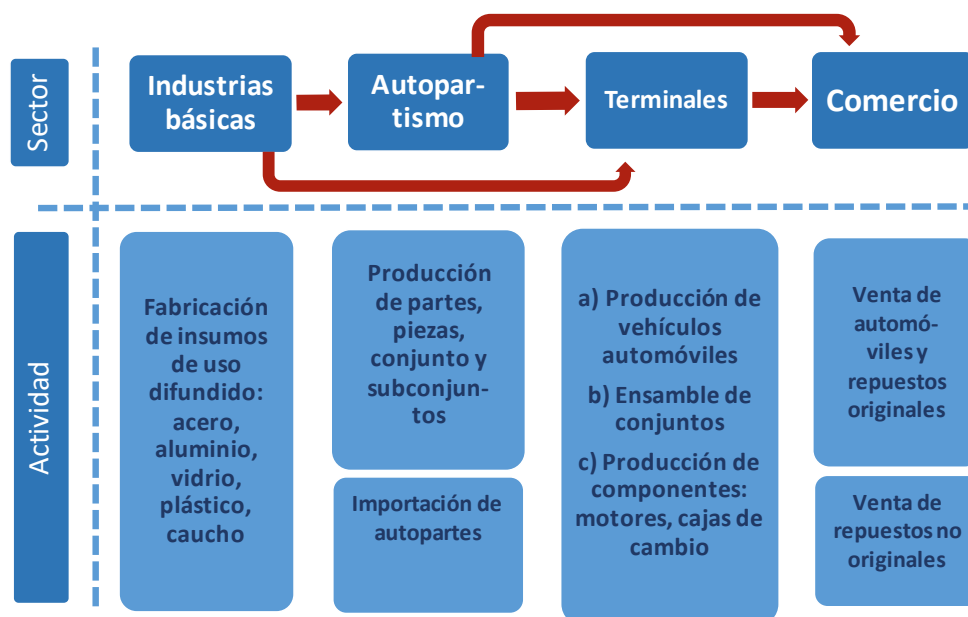 Sector
Industrias
básicas
Autopar-
tismo
Terminales
Comercio
Actividad
Fabricación
de insumos
de uso
difundido:
acero,
aluminio,
vidrio,
plástico,
caucho
Producción
de partes,
piezas,
conjunto y
subconjun-
tos
Importación de
autopartes
a) Producción de
vehículos
automóviles
b) Ensamble de
conjuntos
c) Producción de
componentes:
motores, cajas de
cambio
Venta de
automó-
viles y
repuestos
originales
Venta de
repuestos no
originales